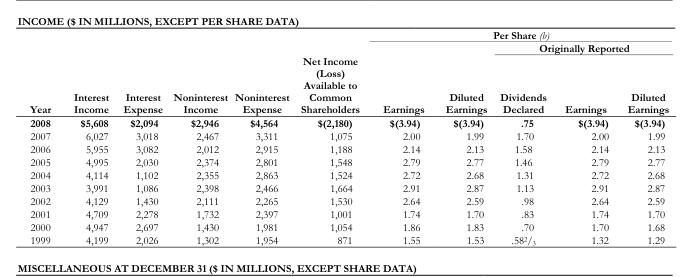 INCOME ($ IN MILLIONS, EXCEPT PER SHARE DATA)
Per Share (b)
Originally Reported
Net Income
(Loss)
Available to
Interest Interest Noninterest Noninterest Common Diluted Dividends Diluted
Year Income Expense Income Expense Shareholders Earnings Earnings Declared Earnings Earnings
2008 $5,608 $2,094 $2,946 $4,564 $(2,180) $(3.94) $(3.94) .75 $(3.94) $(3.94)
2007 6,027 3,018 2,467 3,311 1,075 2.00 1.99 1.70 2.00 1.99
2006 5,955 3,082 2,012 2,915 1,188 2.14 2.13 1.58 2.14 2.13
2005 4,995 2,030 2,374 2,801 1,548 2.79 2.77 1.46 2.79 2.77
2004 4,114 1,102 2,355 2,863 1,524 2.72 2.68 1.31 2.72 2.68
2003 3,991 1,086 2,398 2,466 1,664 2.91 2.87 1.13 2.91 2.87
2002 4,129 1,430 2,111 2,265 1,530 2.64 2.59 .98 2.64 2.59
2001 4,709 2,278 1,732 2,397 1,001 1.74 1.70 .83 1.74 1.70
2000 4,947 2,697 1,430 1,981 1,054 1.86 1.83 .70 1.70 1.68
1999 4,199 2,026 1,302 1,954 871 1.55 1.53 .582/3 1.32 1.29
MISCELLANEOUS AT DECEMBER 31 ($ IN MILLIONS, EXCEPT SHARE DATA)